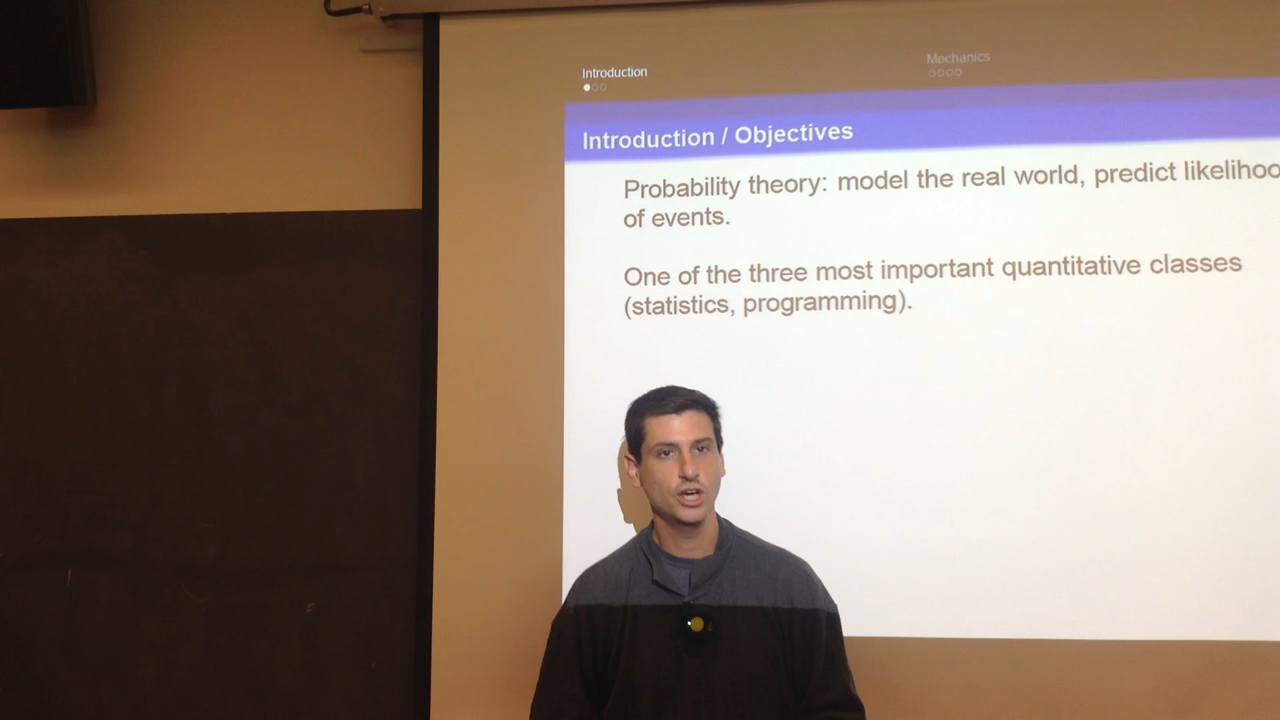 Introduction
Mechanics
Introduction / Objectives
Probability theory: model the real world, predict
of events.
One of the three most important quantitative classes
(statistics, programming).